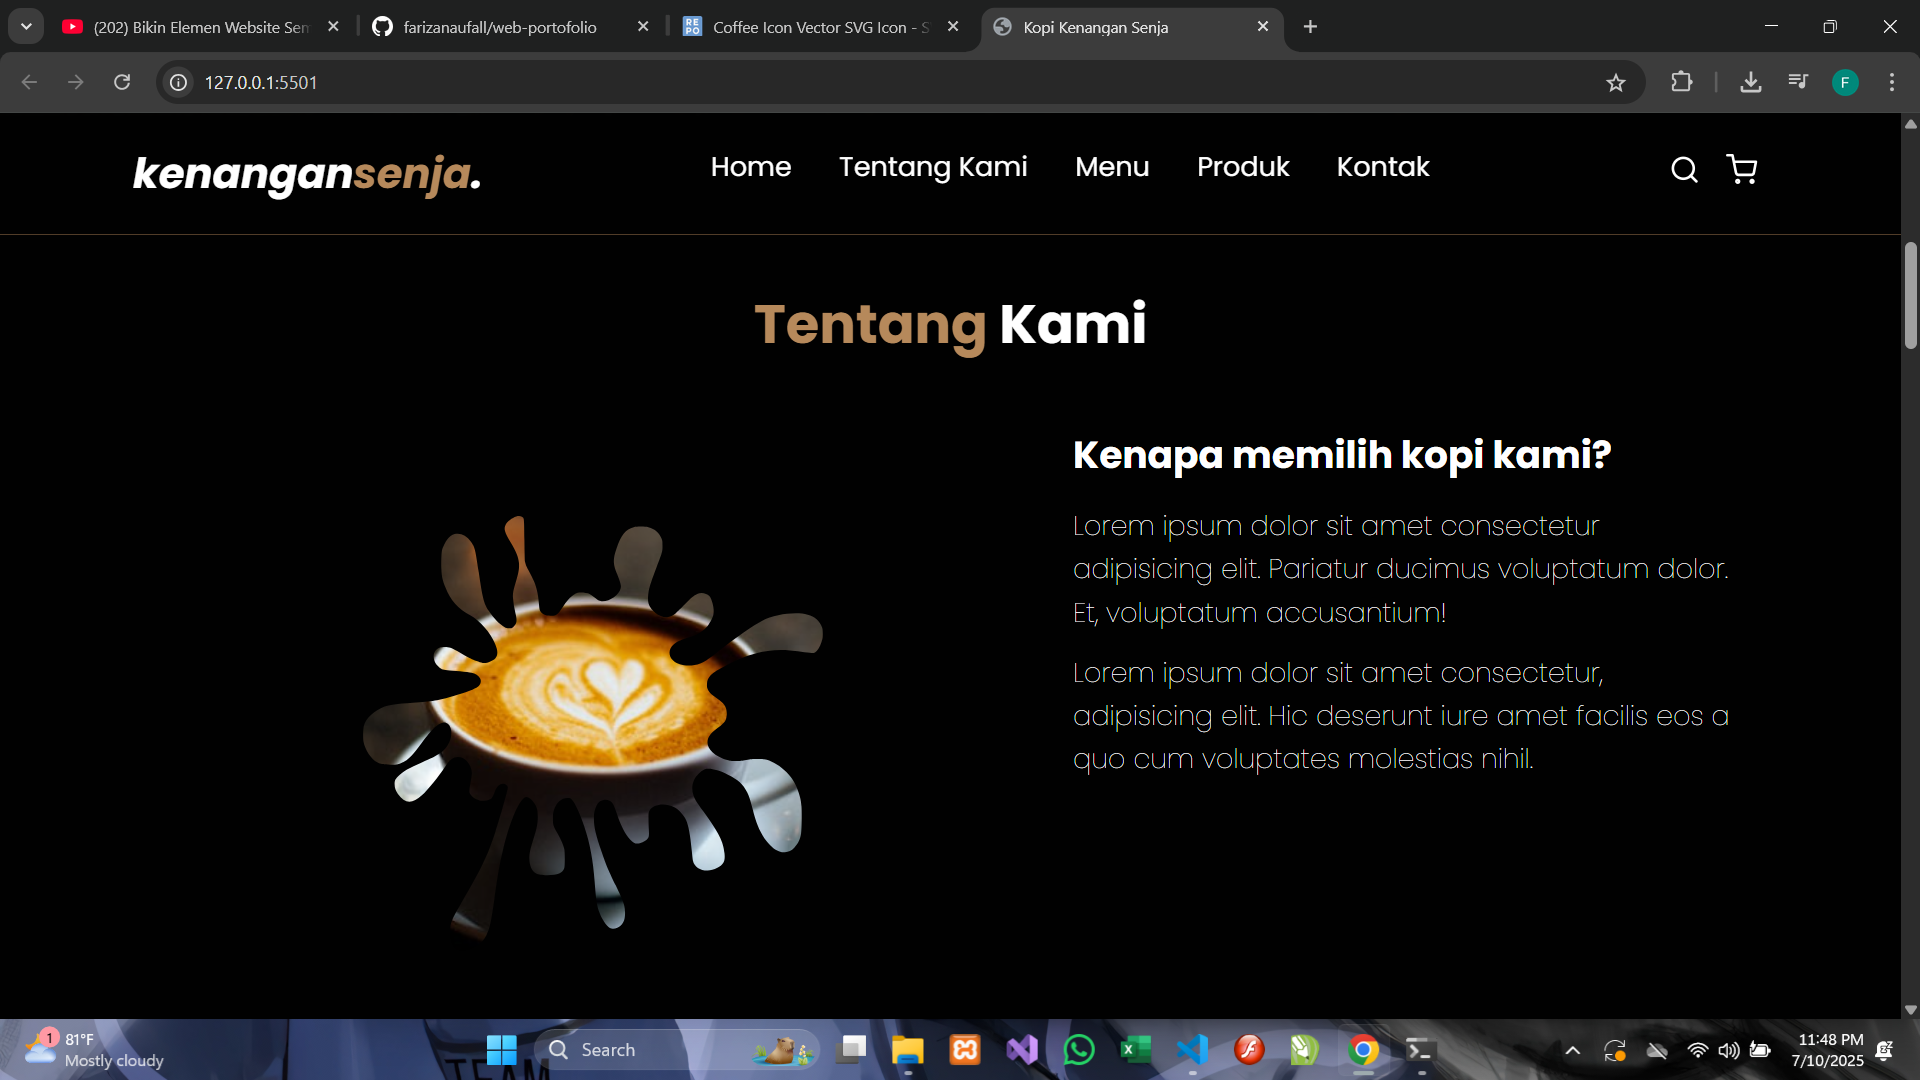 (202) Bikin Elemen Website Sem
farizanaufall/web-portofolio
Coffee Icon Vector SVG Icon - S
Kopi Kenangan Senja
127.0.0.1:5501
F
kenangansenja.
Home
Tentang Kami
Menu
Produk
Kontak
Tentang Kami
Kenapa memilih kopi kami?
Lorem ipsum dolor sit amet consectetur
adipisicing elit. Pariatur ducimus voluptatum dolor.
Et, voluptatum accusantium!
Lorem ipsum dolor sit amet consectetur,
adipisicing elit. Hic deserunt iure amet facilis eos a
quo cum voluptates molestias nihil.
1
81°F
Mostly cloudy
TEAM
Search
11:48 PM
7/10/2025